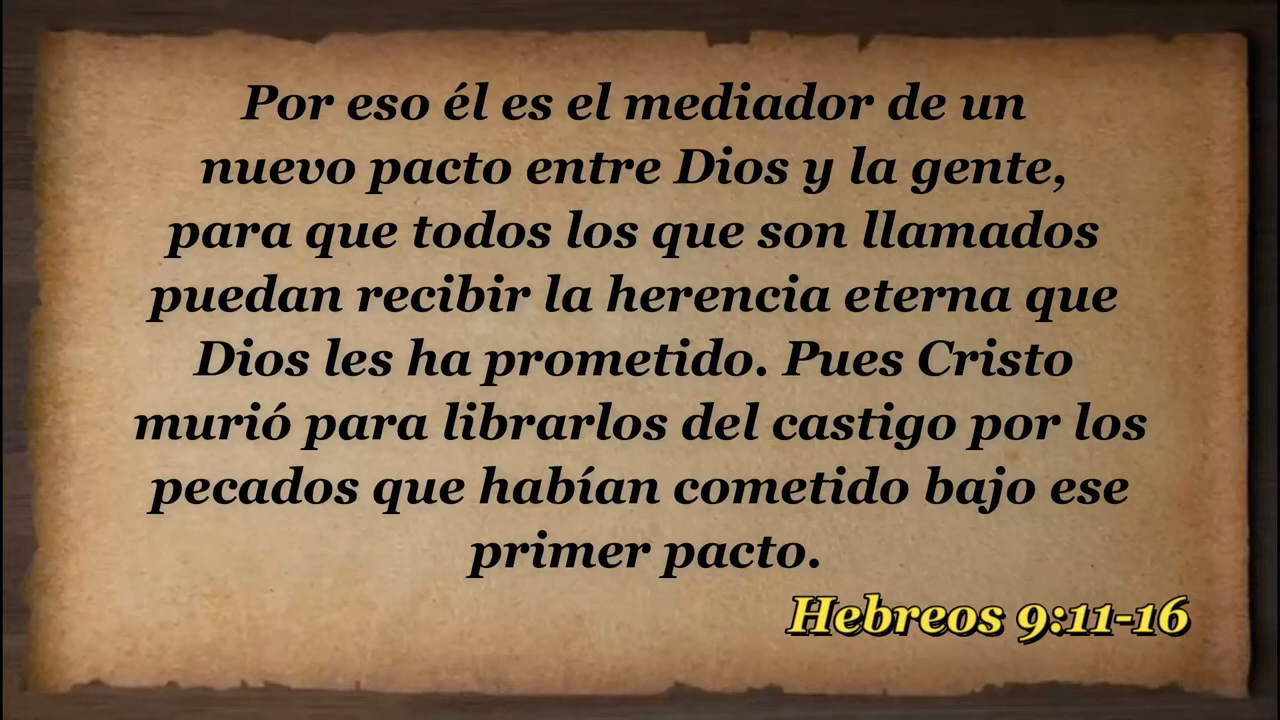 Por eso él es el mediador de un
nuevo pacto entre Dios y la gente,
para que todos los que son llamados
puedan recibir la herencia eterna que
Dios les ha prometido. Pues Cristo
murió para librarlos del castigo por los
pecados que habían cometido bajo ese
primer pacto.
Hebreos 9:11-16